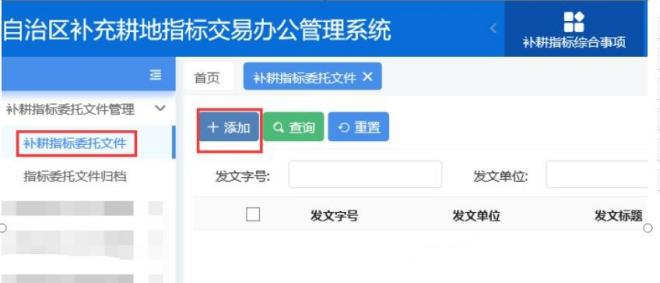 自治区补充耕地指标交易办公管理系统
补耕指标综合事项
首页
补耕指标委托文件 ×
补耕指标委托文件管理
补耕指标委托文件
指标委托文件归档
+ 添加
查询
重置
发文字号:
发文单位:
发文字号
发文单位
发文标题